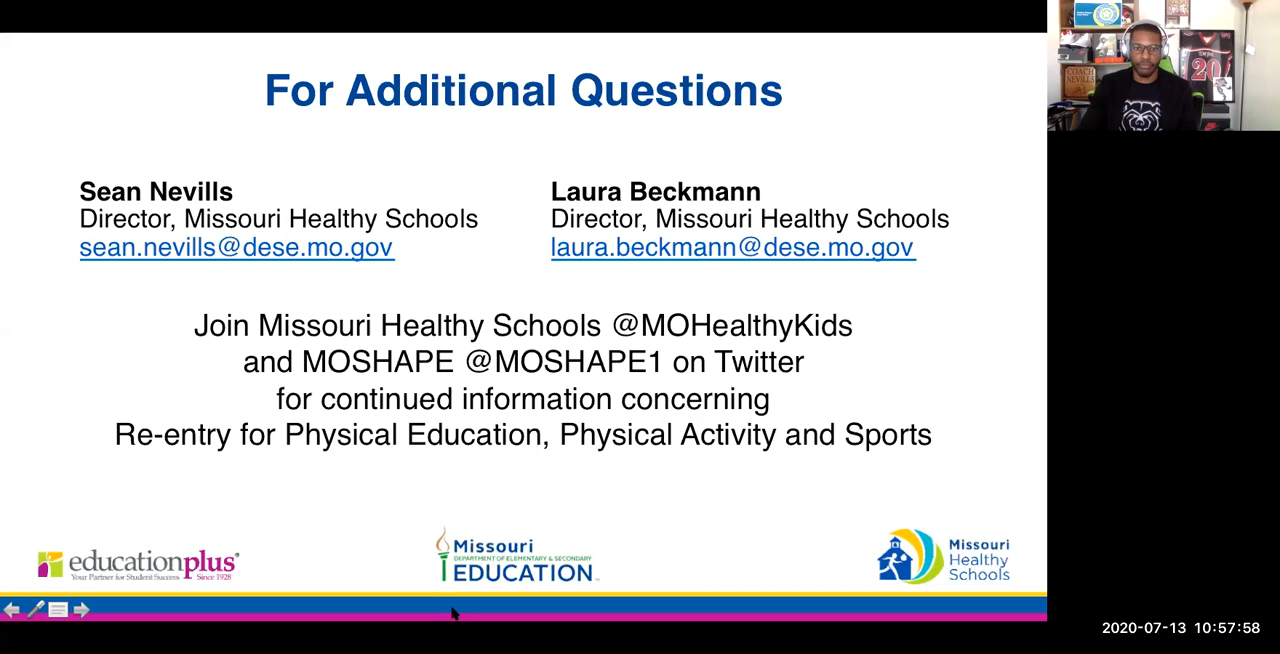 For Additional Questions
Sean Nevills
Director, Missouri Healthy Schools
sean.nevills@dese.mo.gov
Laura Beckmann
Director, Missouri Healthy Schools
laura.beckmann@dese.mo.gov
Join Missouri Healthy Schools @MOHealthyKids
and MOSHAPE @MOSHAPE1 on Twitter
for continued information concerning
Re-entry for Physical Education, Physical Activity and Sports
educationplus
Your Partner for Student Success Since 1928
Missouri
DEPARTMENT OF ELEMENTARY & SECONDARY
EDUCATION
Missouri
Healthy
Schools
COACH
NEVILLS
20
2020-07-13 10:57:58